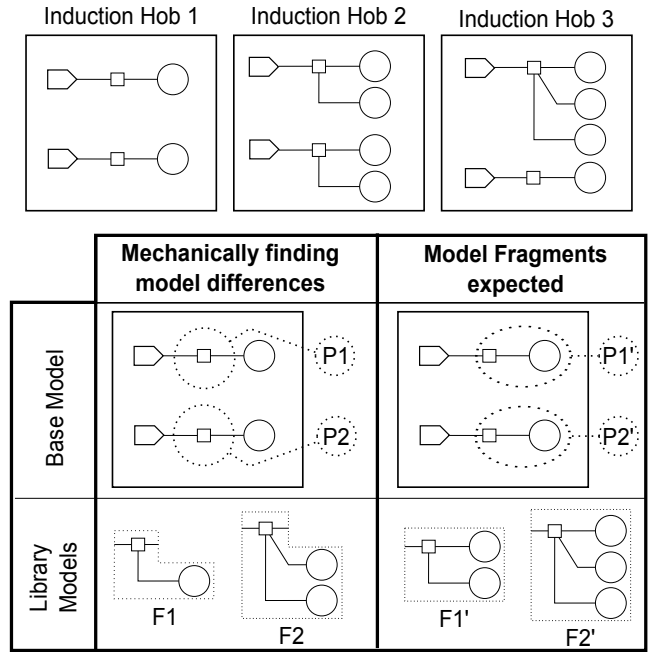 Induction Hob 1
Induction Hob 2
Induction Hob 3
Mechanically finding
model differences
Model Fragments
expected
Base Model
P1
P2
P1'
P2'
Library
Models
F1
F2
F1'
F2'